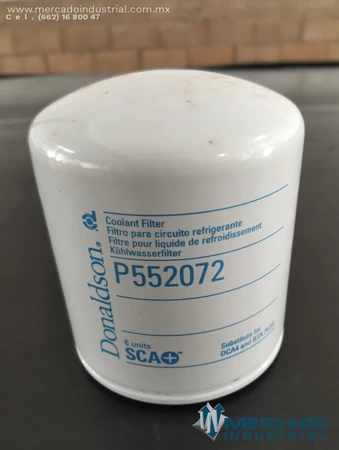 www.mercadoindustrial.com.mx
Cel. (662) 16 800 47
Donaldson.
Coolant Filter
Filtro para circuito refrigerante
Filtre pour liquide de refroidissement
Kühlwasserfilter
P552072
6 units
SCA+
Substitute for
DCA4 and
MERCADO
INDUSTRIAL